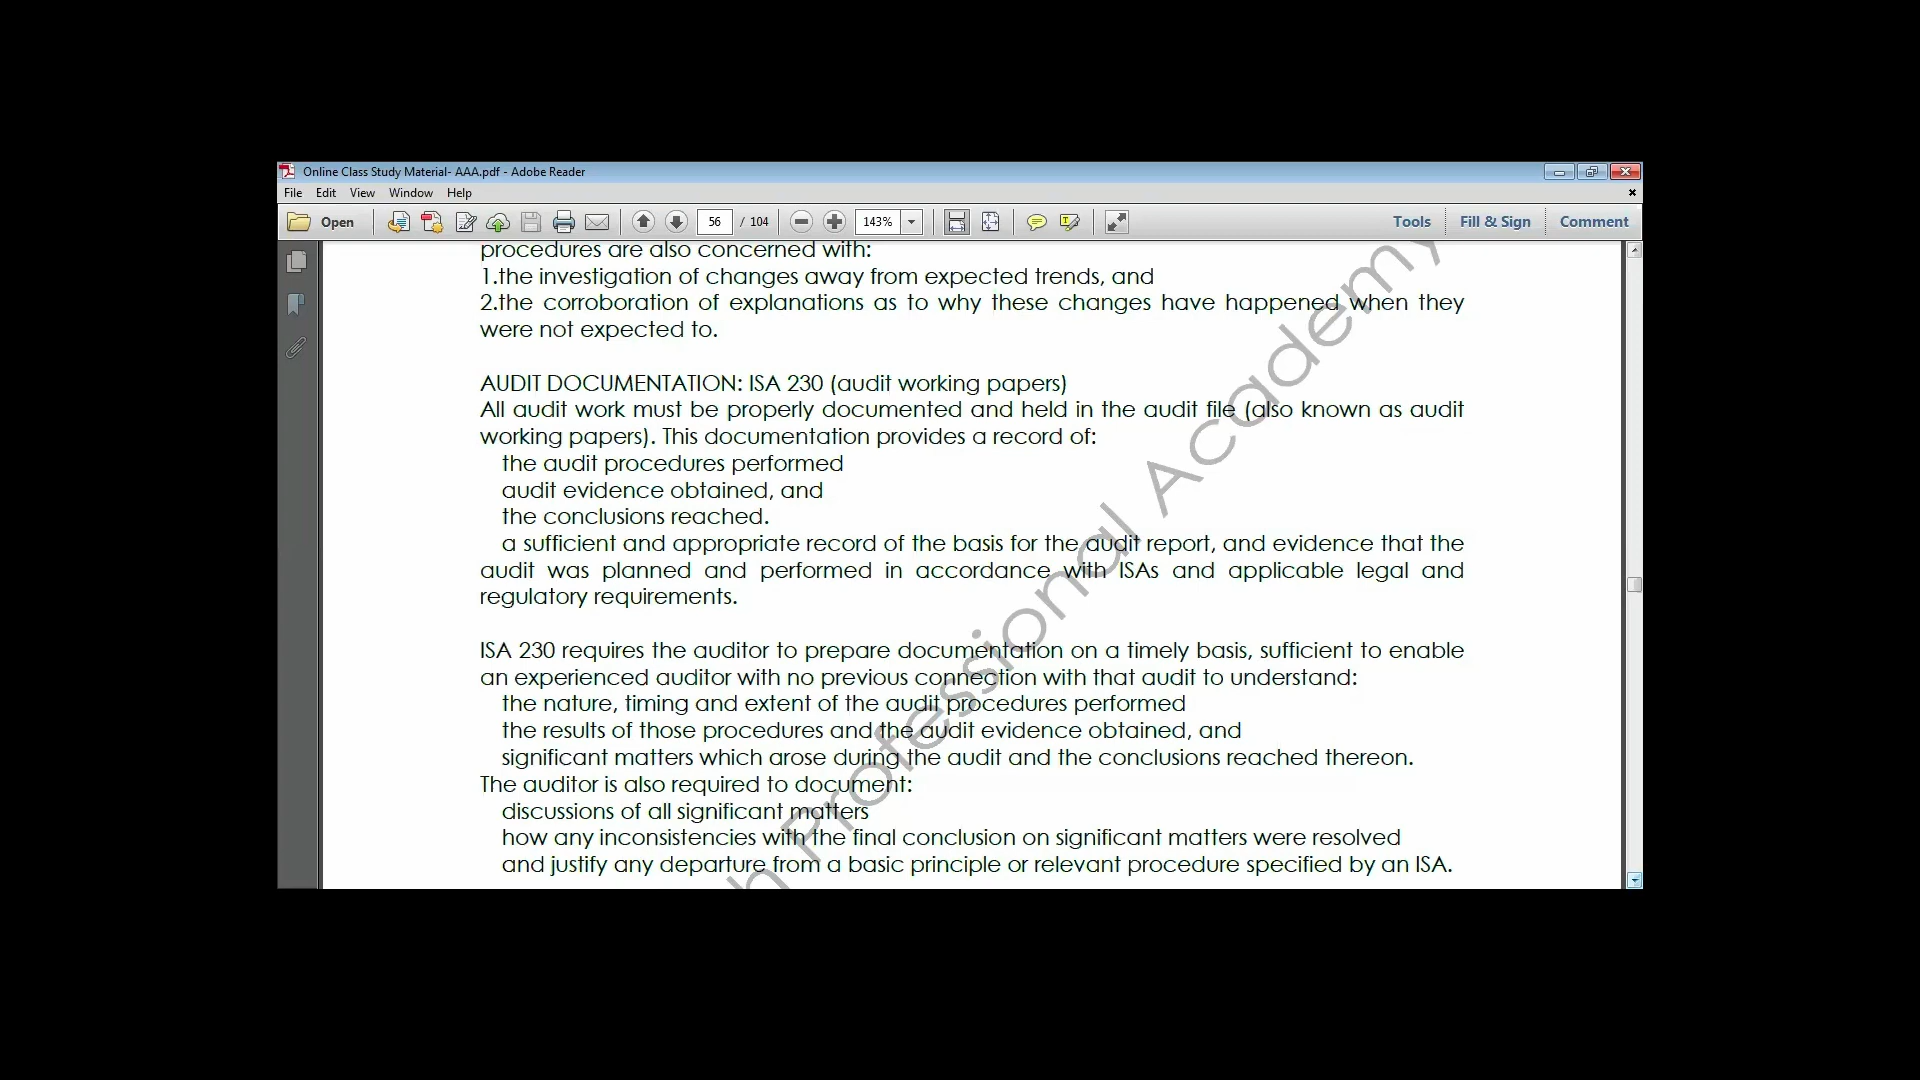 Online Class Study Material- AAA.pdf - Adobe Reader
File Edit View Window Help
Open 56 / 104 143% Tools Fill & Sign Comment
procedures are also concerned with:
1.the investigation of changes away from expected trends, and
2.the corroboration of explanations as to why these changes have happened when they
were not expected to.
AUDIT DOCUMENTATION: ISA 230 (audit working papers)
All audit work must be properly documented and held in the audit file (also known as audit
working papers). This documentation provides a record of:
the audit procedures performed
audit evidence obtained, and
the conclusions reached.
a sufficient and appropriate record of the basis for the audit report, and evidence that the
audit was planned and performed in accordance with ISAs and applicable legal and
regulatory requirements.
ISA 230 requires the auditor to prepare documentation on a timely basis, sufficient to enable
an experienced auditor with no previous connection with that audit to understand:
the nature, timing and extent of the audit procedures performed
the results of those procedures and the audit evidence obtained, and
significant matters which arose during the audit and the conclusions reached thereon.
The auditor is also required to document:
discussions of all significant matters
how any inconsistencies with the final conclusion on significant matters were resolved
and justify any departure from a basic principle or relevant procedure specified by an ISA.
Professional Academy